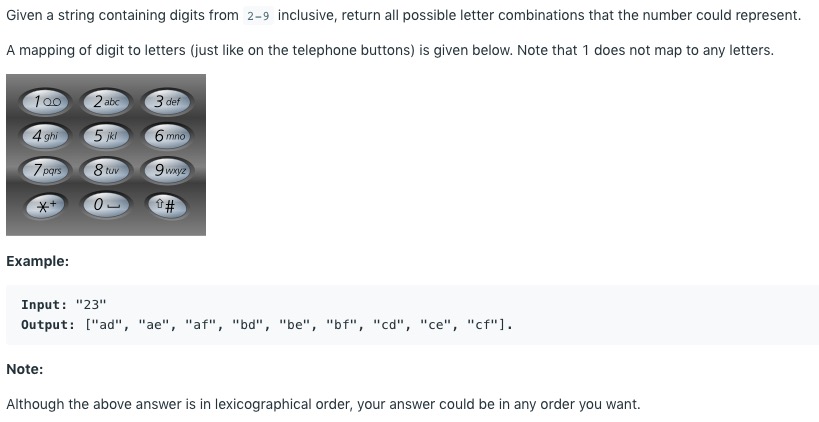 Given a string containing digits from 2-9 inclusive, return all possible letter combinations that the number could represent.
A mapping of digit to letters (just like on the telephone buttons) is given below. Note that 1 does not map to any letters.
1 2 abc 3 def
4 ghi 5 jkl 6 mno
7 pqrs 8 tuv 9 wxyz
*+ 0 ⇧#
Example:
Input: "23"
Output: ["ad", "ae", "af", "bd", "be", "bf", "cd", "ce", "cf"].
Note:
Although the above answer is in lexicographical order, your answer could be in any order you want.